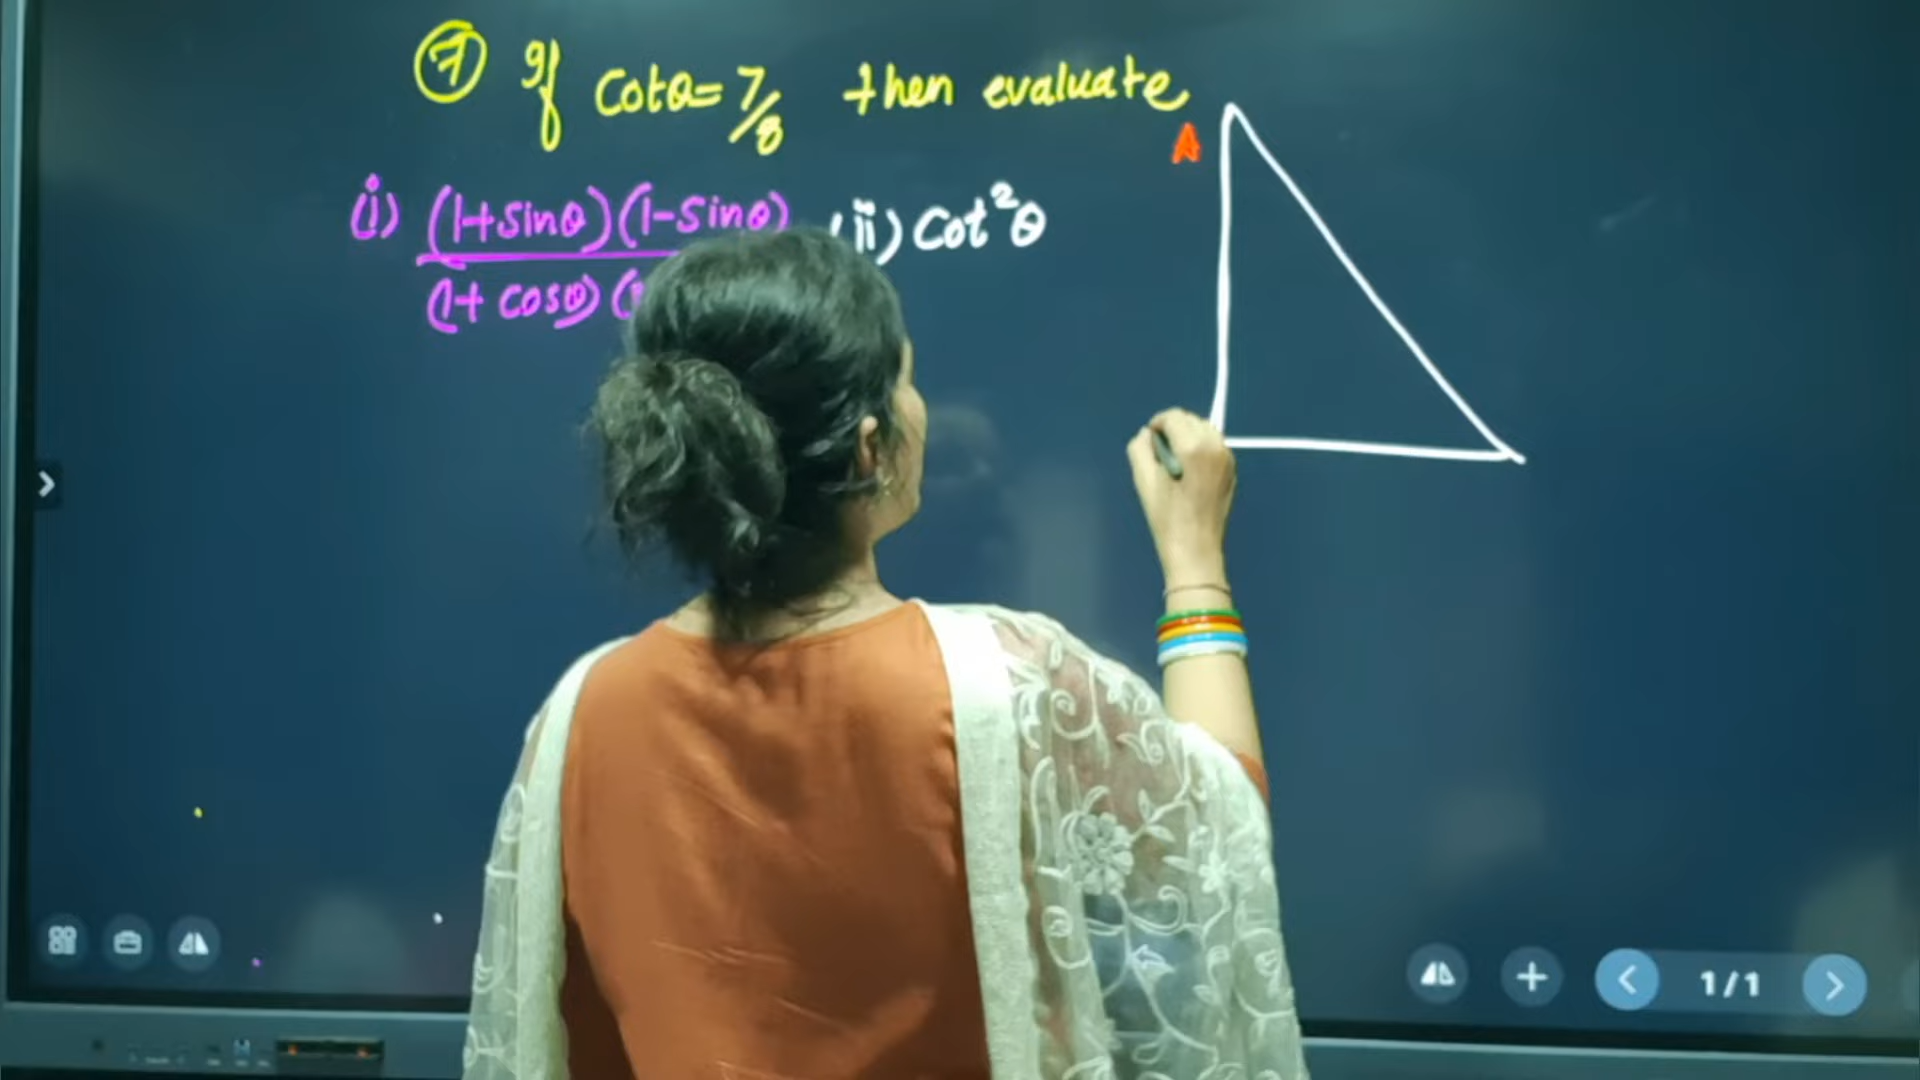 7 If Cotθ = 7/8 then evaluate
(i) (1+Sinθ)(1-Sinθ) (ii) Cot²θ
(1+ cosθ) (
A
1/1